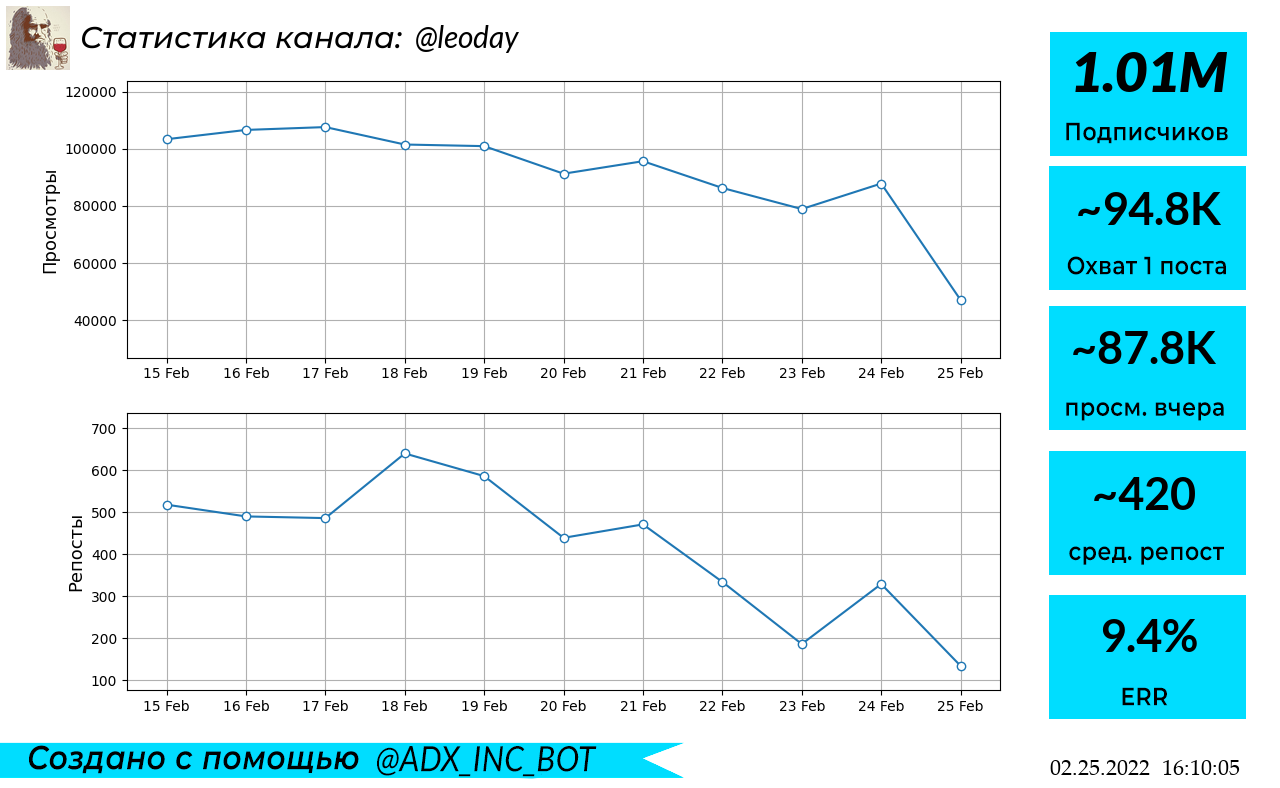 Статистика канала: @leoday
120000
100000
80000
60000
40000
Просмотры
15 Feb 16 Feb 17 Feb 18 Feb 19 Feb 20 Feb 21 Feb 22 Feb 23 Feb 24 Feb 25 Feb
700
600
500
400
300
200
100
Репосты
15 Feb 16 Feb 17 Feb 18 Feb 19 Feb 20 Feb 21 Feb 22 Feb 23 Feb 24 Feb 25 Feb
1.01M
Подписчиков
~94.8K
Охват 1 поста
~87.8K
просм. вчера
~420
сред. репост
9.4%
ERR
Создано с помощью @ADX_INC_BOT
02.25.2022 16:10:05